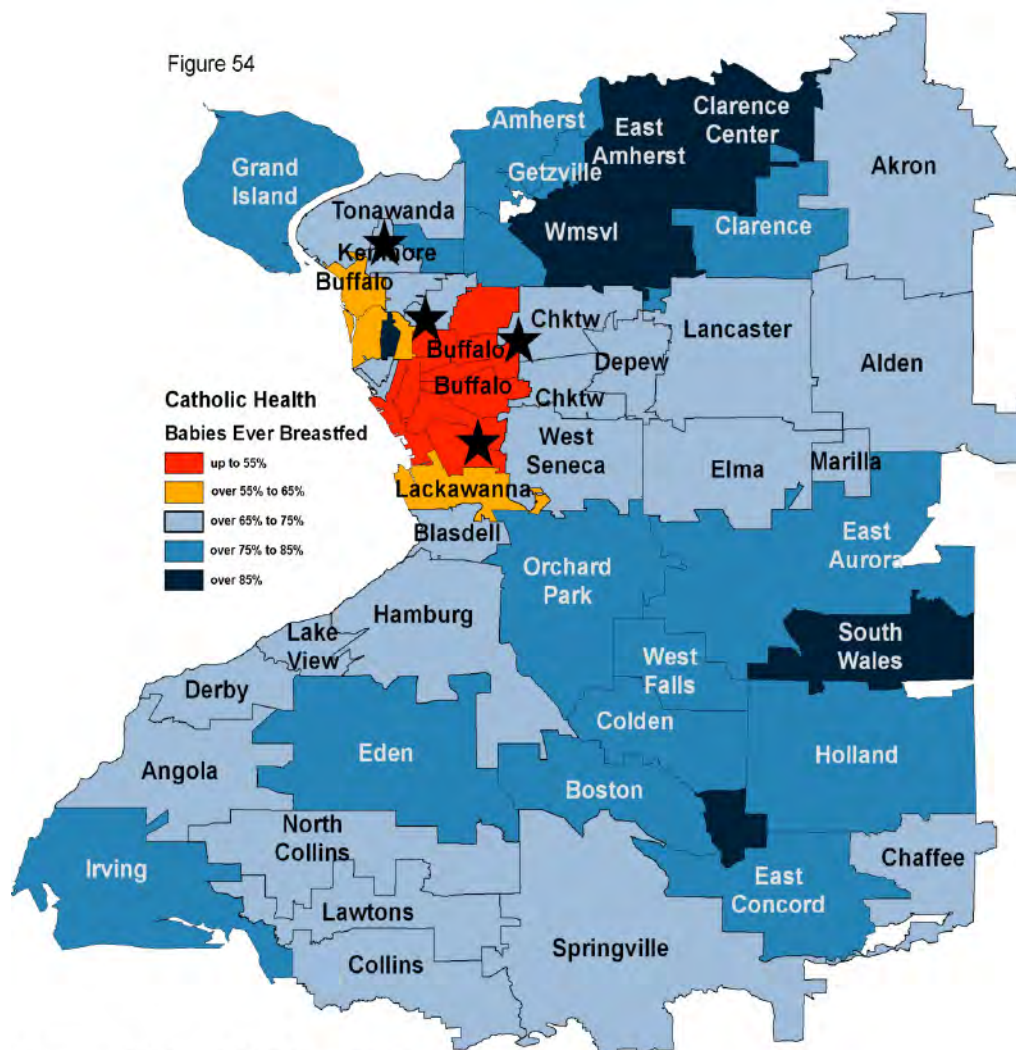 Figure 54
Amherst
East
Amherst
Clarence
Center
Akron
Getzville
Grand
Island
Tonawanda
Kenmore
Wmsvl
Clarence
Buffalo
Chktw
Lancaster
Buffalo
Depew
Alden
Buffalo
Chktw
West
Seneca
Elma
Marilla
Catholic Health
Babies Ever Breastfed
up to 55%
over 55% to 65%
over 65% to 75%
over 75% to 85%
over 85%
Lackawanna
Blasdell
East
Aurora
Orchard
Park
Hamburg
Lake
View
West
Falls
South
Wales
Derby
Colden
Angola
Eden
Holland
Boston
North
Collins
Irving
Chaffee
East
Concord
Lawtons
Springville
Collins